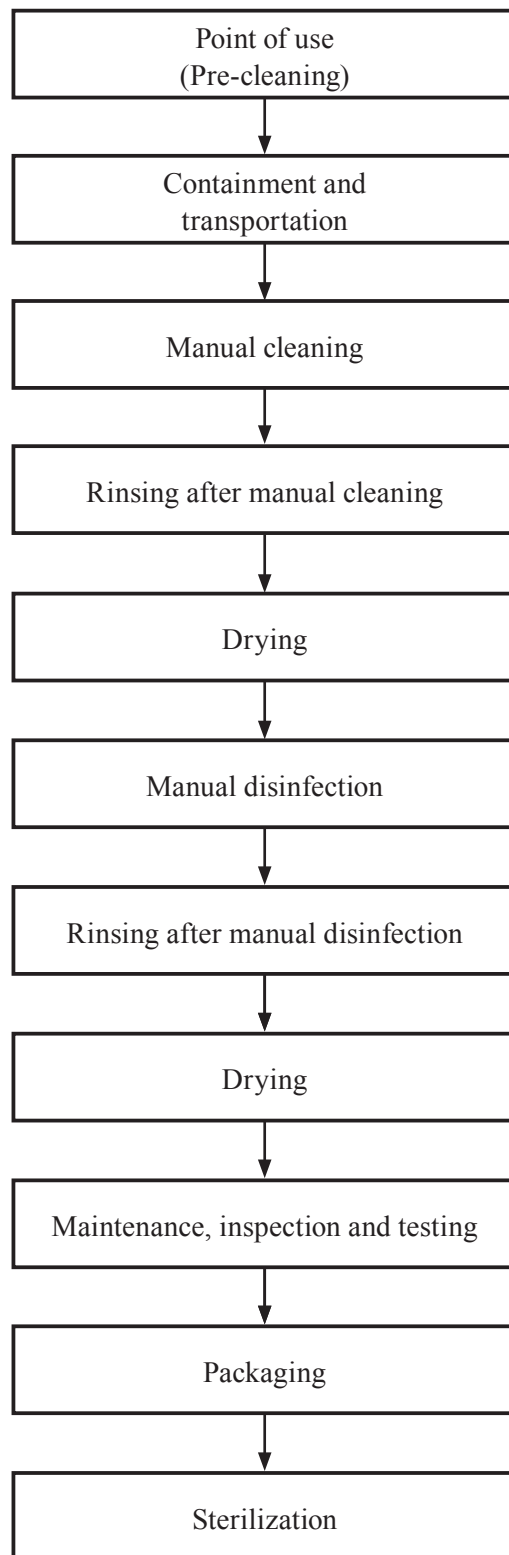 Point of use
(Pre-cleaning)
Containment and
transportation
Manual cleaning
Rinsing after manual cleaning
Drying
Manual disinfection
Rinsing after manual disinfection
Drying
Maintenance, inspection and testing
Packaging
Sterilization